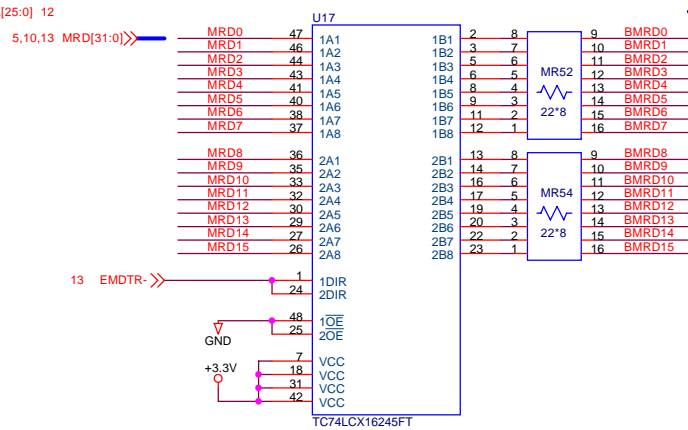 [25:0] 12
U17
5,10,13 MRD[31:0]
MRD0 47 1A1 1B1 2 8 9 BMRD0
MRD1 46 1A2 1B2 3 7 10 BMRD1
MRD2 44 1A3 1B3 5 6 11 BMRD2
MRD3 43 1A4 1B4 6 5 MR52 12 BMRD3
MRD4 41 1A5 1B5 8 4 13 BMRD4
MRD5 40 1A6 1B6 9 3 14 BMRD5
MRD6 38 1A7 1B7 11 2 22*8 15 BMRD6
MRD7 37 1A8 1B8 12 1 16 BMRD7
MRD8 36 2A1 2B1 13 8 9 BMRD8
MRD9 35 2A2 2B2 14 7 10 BMRD9
MRD10 33 2A3 2B3 16 6 11 BMRD10
MRD11 32 2A4 2B4 17 5 MR54 12 BMRD11
MRD12 30 2A5 2B5 19 4 13 BMRD12
MRD13 29 2A6 2B6 20 3 14 BMRD13
MRD14 27 2A7 2B7 22 2 22*8 15 BMRD14
MRD15 26 2A8 2B8 23 1 16 BMRD15
13 EMDTR- 1 1DIR
24 2DIR
48 1OE
25 2OE
GND
7 VCC
+3.3V 18 VCC
31 VCC
42 VCC
TC74LCX16245FT